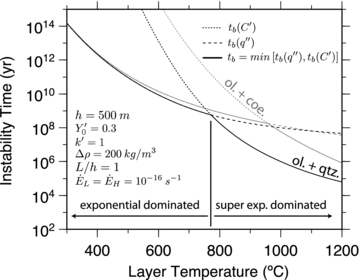 Instability Time (yr)
10^14
10^12
10^10
10^8
10^6
10^4
10^2
t_b(C')
t_b(q'')
t_b = min[t_b(q''), t_b(C')]
ol. + coe.
h = 500 m
Y'_0 = 0.3
k' = 1
Δρ = 200 kg/m^3
L/h = 1
Ė_L = Ė_H = 10^-16 s^-1
ol. + qtz.
exponential dominated
super exp. dominated
400 600 800 1000 1200
Layer Temperature (°C)